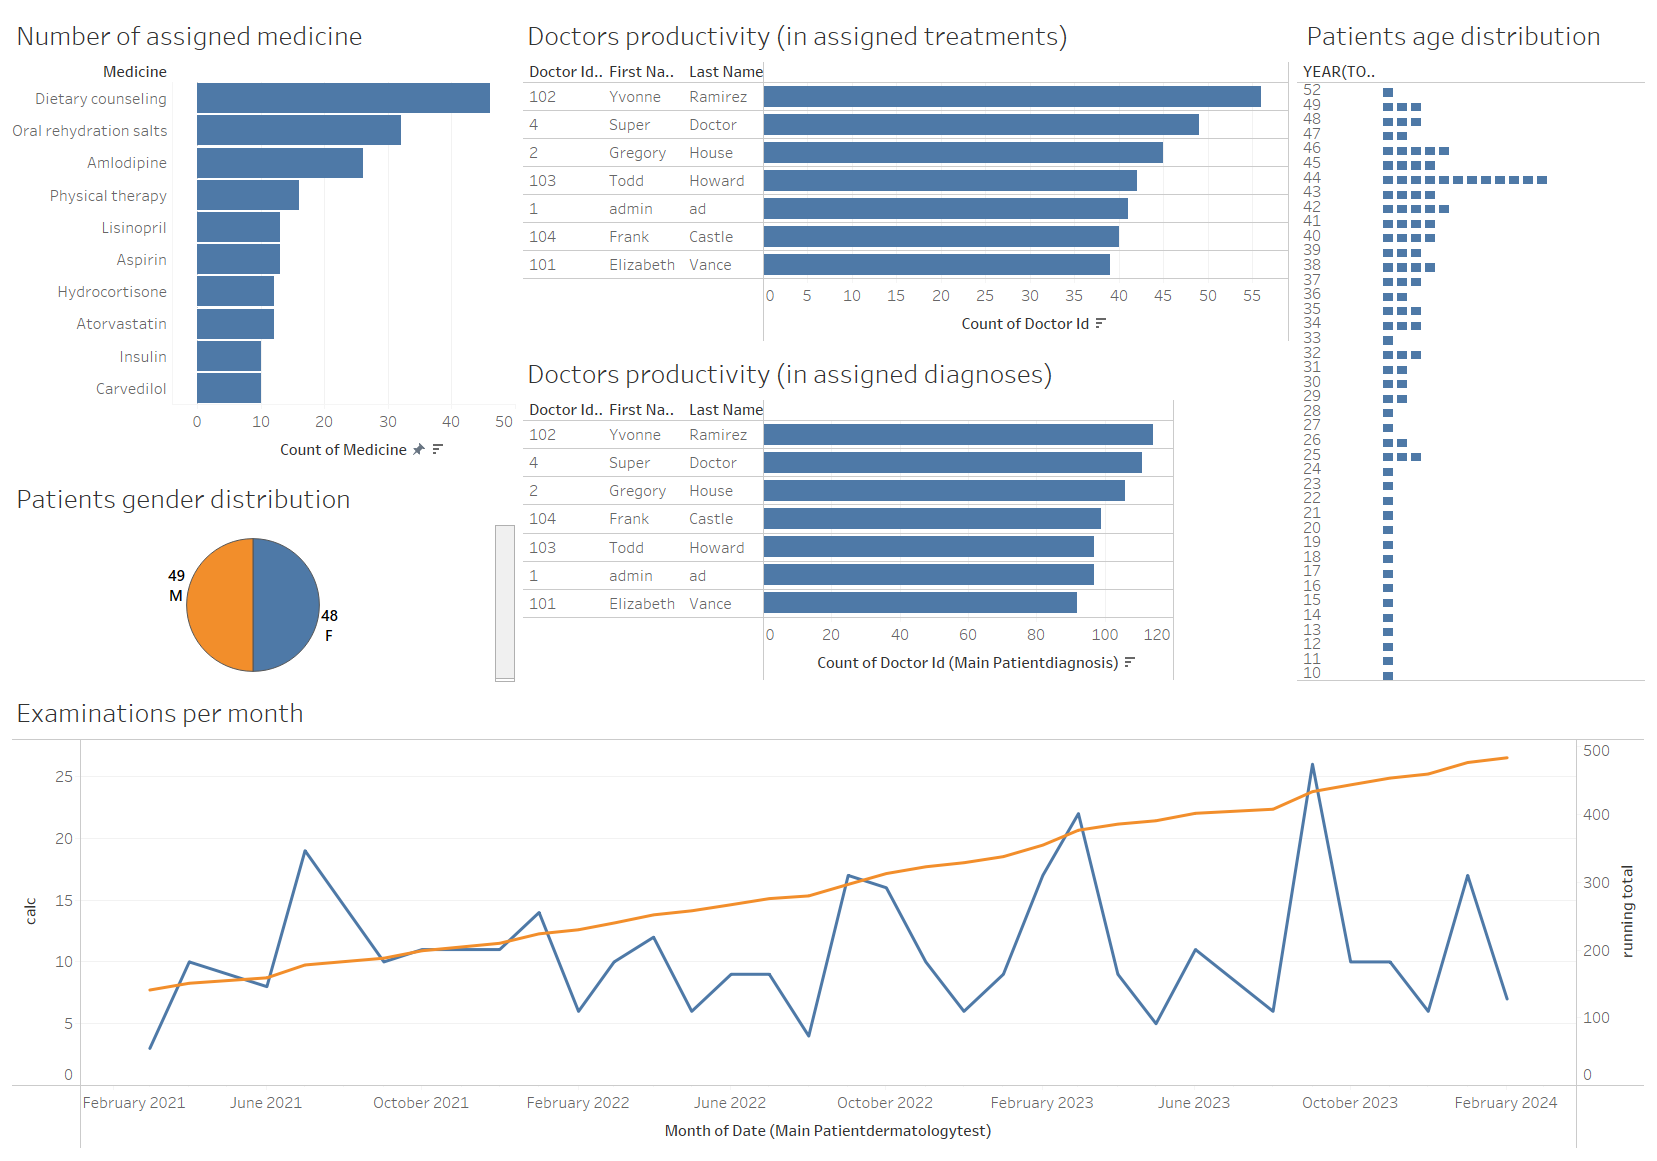 Number of assigned medicine
Medicine
Dietary counseling
Oral rehydration salts
Amlodipine
Physical therapy
Lisinopril
Aspirin
Hydrocortisone
Atorvastatin
Insulin
Carvedilol
0 10 20 30 40 50
Count of Medicine
Patients gender distribution
49
M
48
F
Doctors productivity (in assigned treatments)
Doctor Id.. First Na.. Last Name
102 Yvonne Ramirez
4 Super Doctor
2 Gregory House
103 Todd Howard
1 admin ad
104 Frank Castle
101 Elizabeth Vance
0 5 10 15 20 25 30 35 40 45 50 55
Count of Doctor Id
Doctors productivity (in assigned diagnoses)
Doctor Id.. First Na.. Last Name
102 Yvonne Ramirez
4 Super Doctor
2 Gregory House
104 Frank Castle
103 Todd Howard
1 admin ad
101 Elizabeth Vance
0 20 40 60 80 100 120
Count of Doctor Id (Main Patientdiagnosis)
Patients age distribution
YEAR(TO..
52
49
48
47
46
45
44
43
42
41
40
39
38
37
36
35
34
33
32
31
30
29
28
27
26
25
24
23
22
21
20
19
18
17
16
15
14
13
12
11
10
Examinations per month
calc
25
20
15
10
5
0
500
400
300
200
100
0
running total
February 2021 June 2021 October 2021 February 2022 June 2022 October 2022 February 2023 June 2023 October 2023 February 2024
Month of Date (Main Patientdermatologytest)